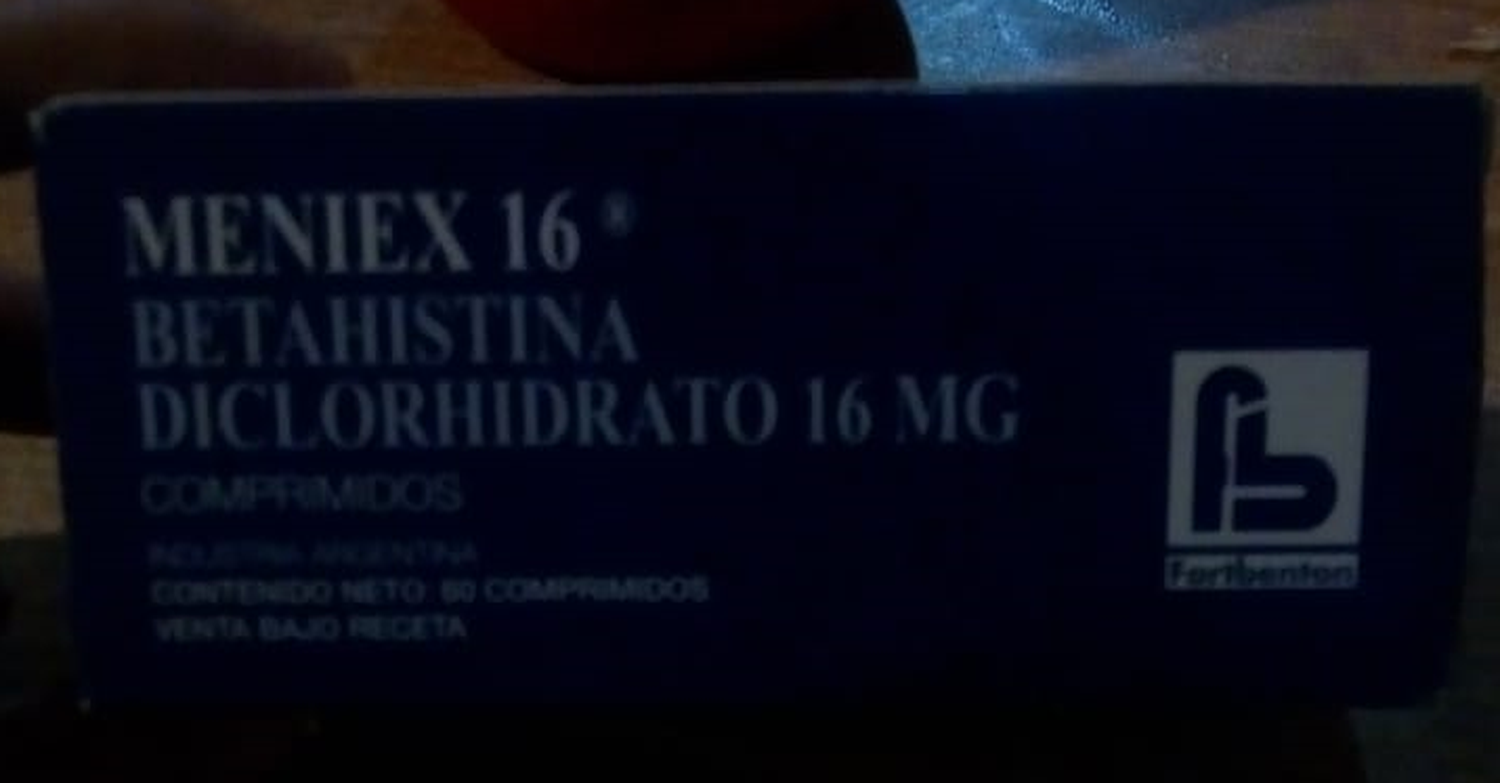 MENIEX 16 ®
BETAHISTINA
DICLORHIDRATO 16 MG
COMPRIMIDOS
INDUSTRIA ARGENTINA
CONTENIDO NETO: 60 COMPRIMIDOS
VENTA BAJO RECETA
Fortbenton